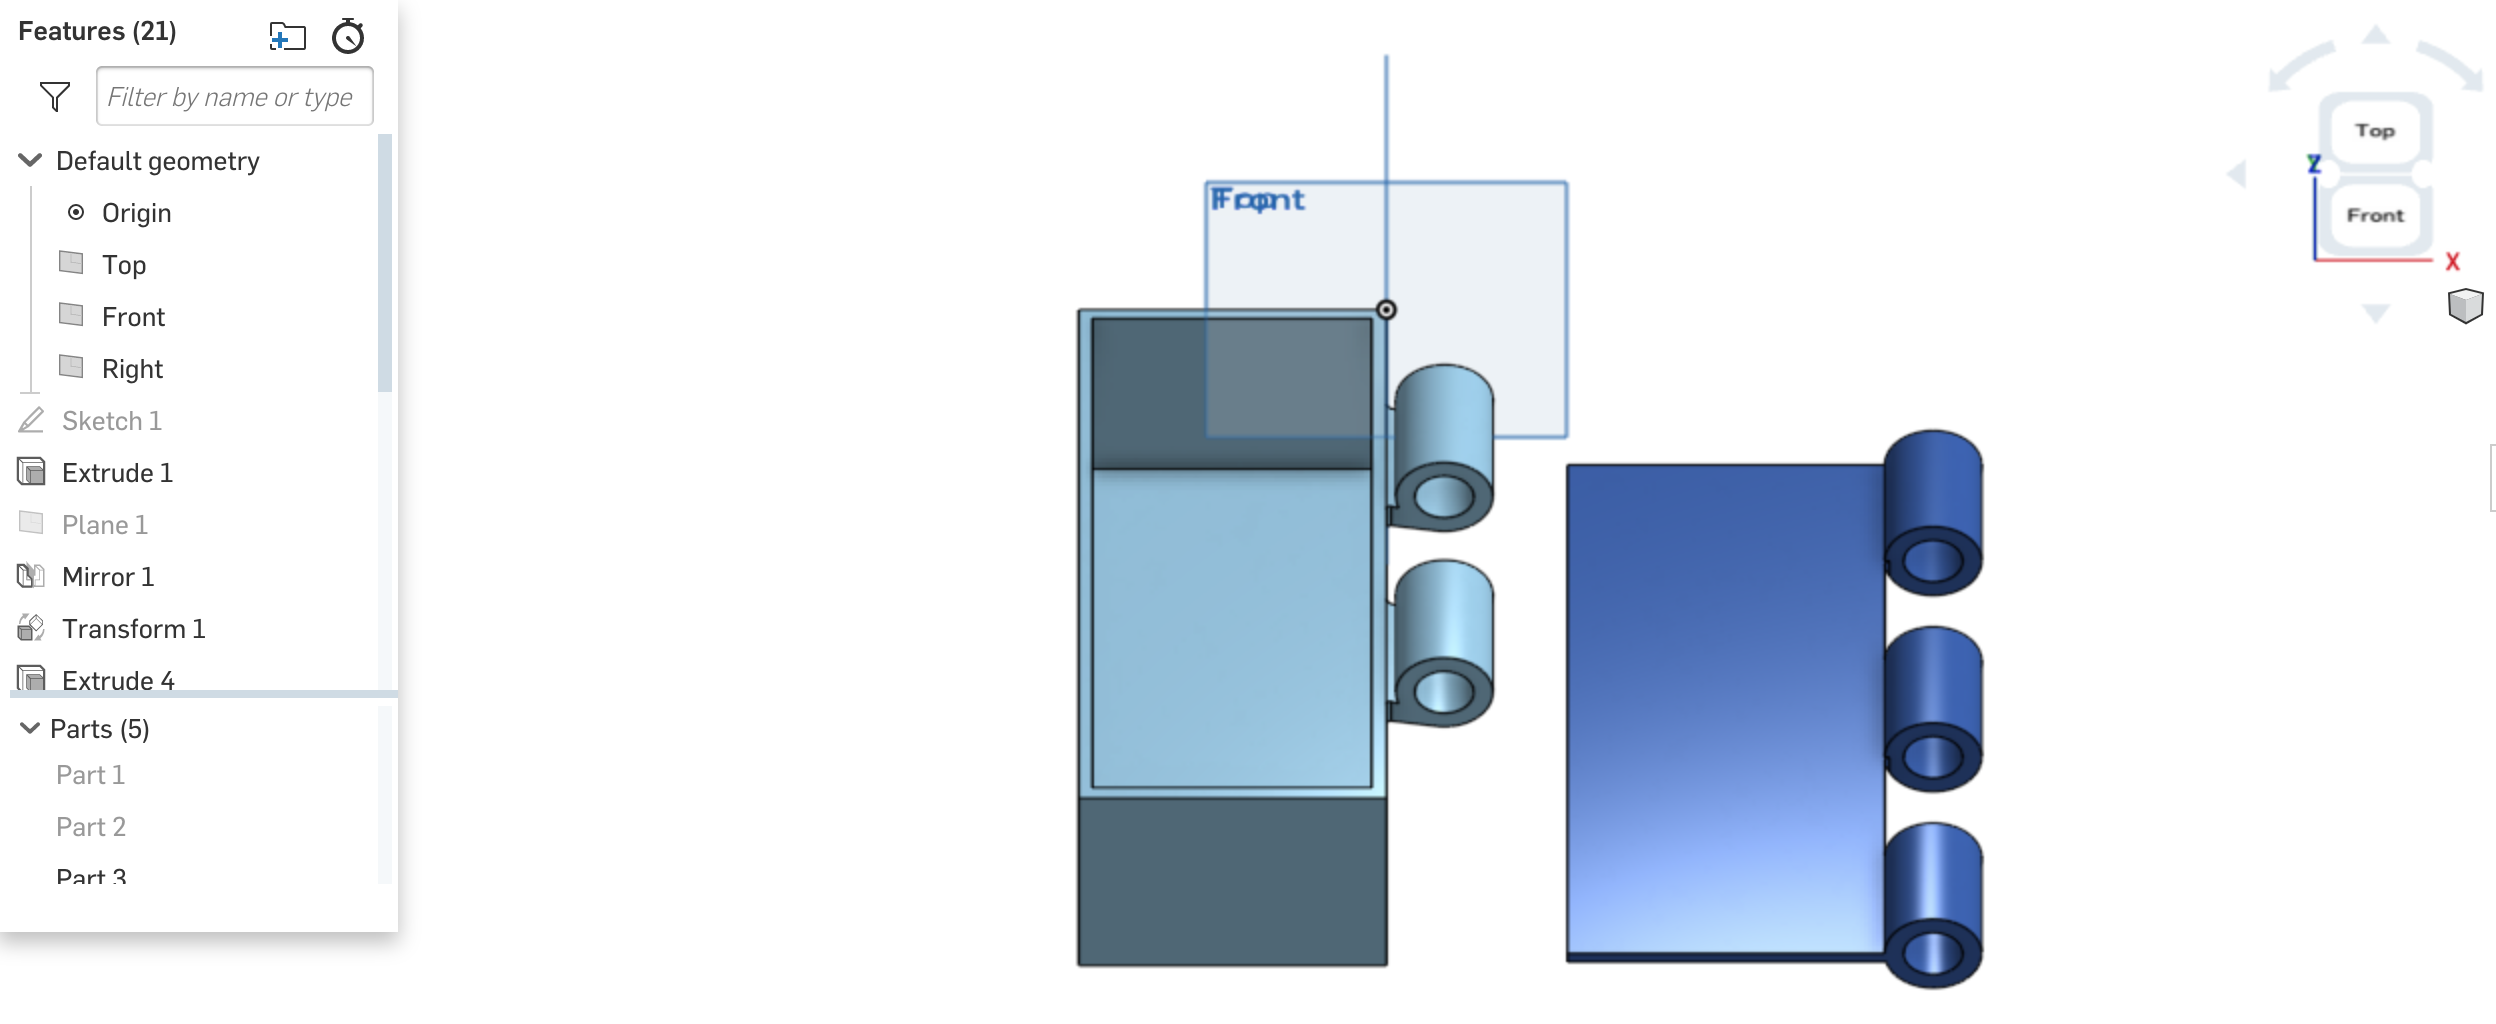 Features (21)
Filter by name or type
Default geometry
Origin
Top
Front
Right
Sketch 1
Extrude 1
Plane 1
Mirror 1
Transform 1
Extrude 4
Parts (5)
Part 1
Part 2
Part 3
Top
Front
Top
Z
Front
X